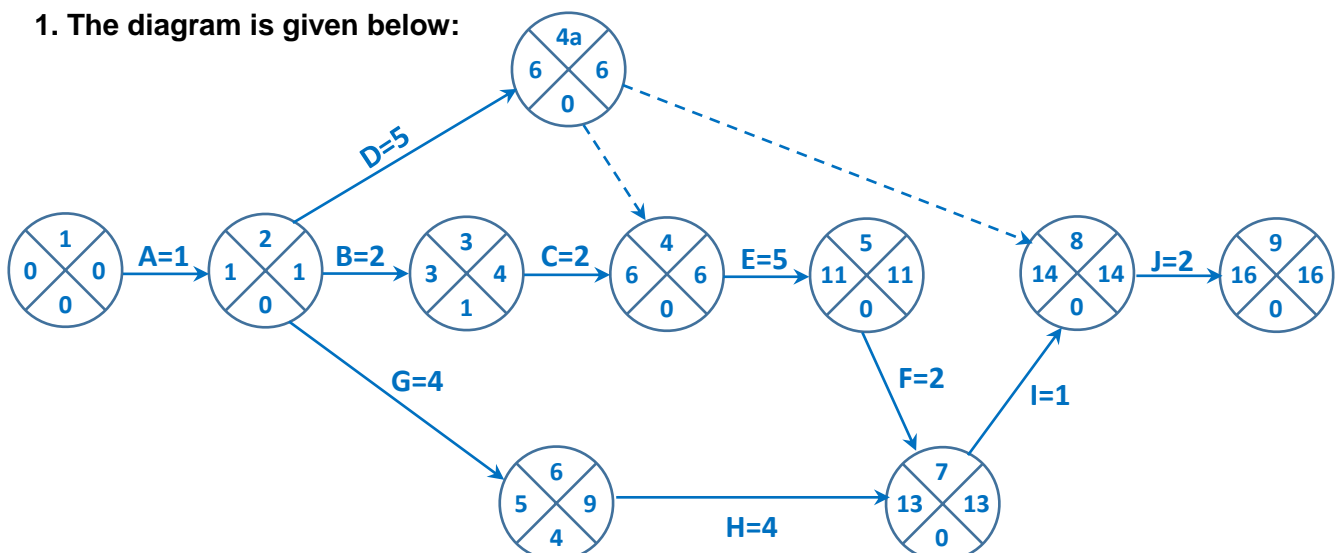 1. The diagram is given below:
4a
6 6
0
D=5
1
0 0
0
A=1
2
1 1
0
B=2
3
3 4
1
C=2
4
6 6
0
E=5
5
11 11
0
8
14 14
0
J=2
9
16 16
0
G=4
F=2
I=1
6
5 9
4
H=4
7
13 13
0